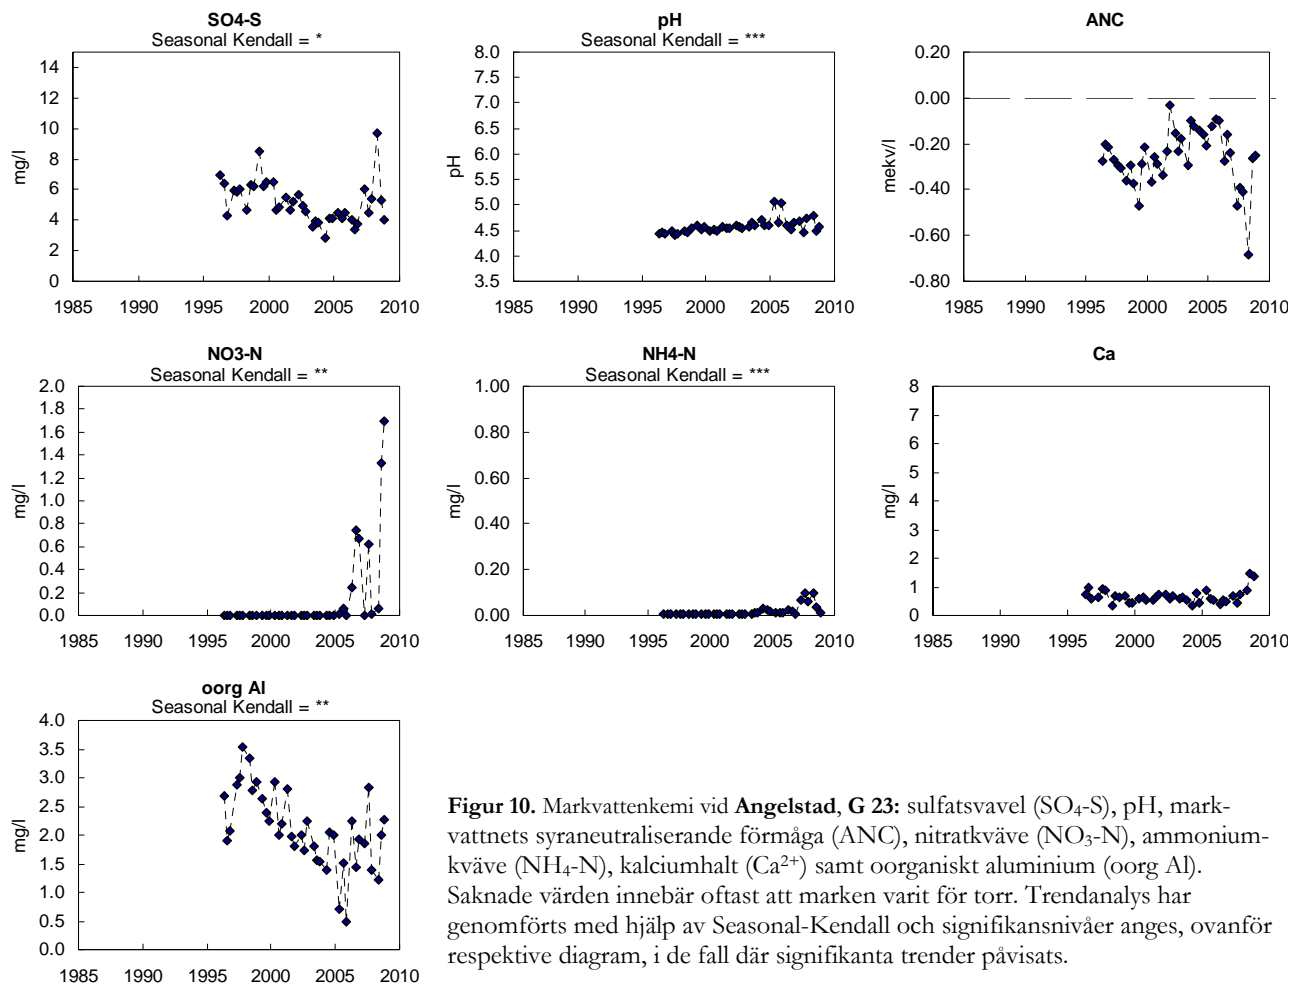 SO4-S
Seasonal Kendall = *
mg/l
14
12
10
8
6
4
2
0
1985 1990 1995 2000 2005 2010
pH
Seasonal Kendall = ***
pH
8.0
7.5
7.0
6.5
6.0
5.5
5.0
4.5
4.0
3.5
1985 1990 1995 2000 2005 2010
ANC
mekv/l
0.20
0.00
-0.20
-0.40
-0.60
-0.80
1985 1990 1995 2000 2005 2010
NO3-N
Seasonal Kendall = **
mg/l
2.0
1.8
1.6
1.4
1.2
1.0
0.8
0.6
0.4
0.2
0.0
1985 1990 1995 2000 2005 2010
NH4-N
Seasonal Kendall = ***
mg/l
1.00
0.80
0.60
0.40
0.20
0.00
1985 1990 1995 2000 2005 2010
Ca
mg/l
8
7
6
5
4
3
2
1
0
1985 1990 1995 2000 2005 2010
oorg Al
Seasonal Kendall = **
mg/l
4.0
3.5
3.0
2.5
2.0
1.5
1.0
0.5
0.0
1985 1990 1995 2000 2005 2010
Figur 10. Markvattenkemi vid Angelstad, G 23: sulfatsvavel (SO₄-S), pH, mark-
vattnets syraneutraliserande förmåga (ANC), nitratkväve (NO₃-N), ammonium-
kväve (NH₄-N), kalciumhalt (Ca²⁺) samt oorganiskt aluminium (oorg Al).
Saknade värden innebär oftast att marken varit för torr. Trendanalys har
genomförts med hjälp av Seasonal-Kendall och signifikansnivåer anges, ovanför
respektive diagram, i de fall där signifikanta trender påvisats.